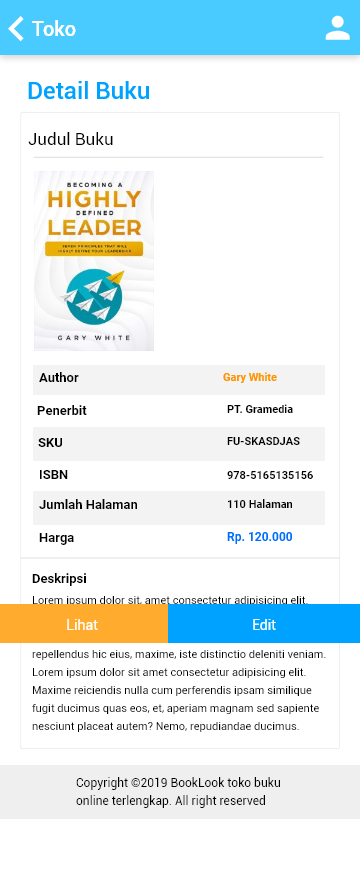 Toko
Detail Buku
Judul Buku
BECOMING A
HIGHLY
DEFINED
LEADER
SEVEN PRINCIPLES THAT WILL
HIGHLY DEFINE YOUR LEADERSHIP
GARY WHITE
Author Gary White
Penerbit PT. Gramedia
SKU FU-SKASDJAS
ISBN 978-5165135156
Jumlah Halaman 110 Halaman
Harga Rp. 120.000
Deskripsi
Lorem ipsum dolor sit, amet consectetur adipisicing elit.
Lihat Edit
repellendus hic eius, maxime, iste distinctio deleniti veniam.
Lorem ipsum dolor sit amet consectetur adipisicing elit.
Maxime reiciendis nulla cum perferendis ipsam similique
fugit ducimus quas eos, et, aperiam magnam sed sapiente
nesciunt placeat autem? Nemo, repudiandae ducimus.
Copyright ©2019 BookLook toko buku
online terlengkap. All right reserved